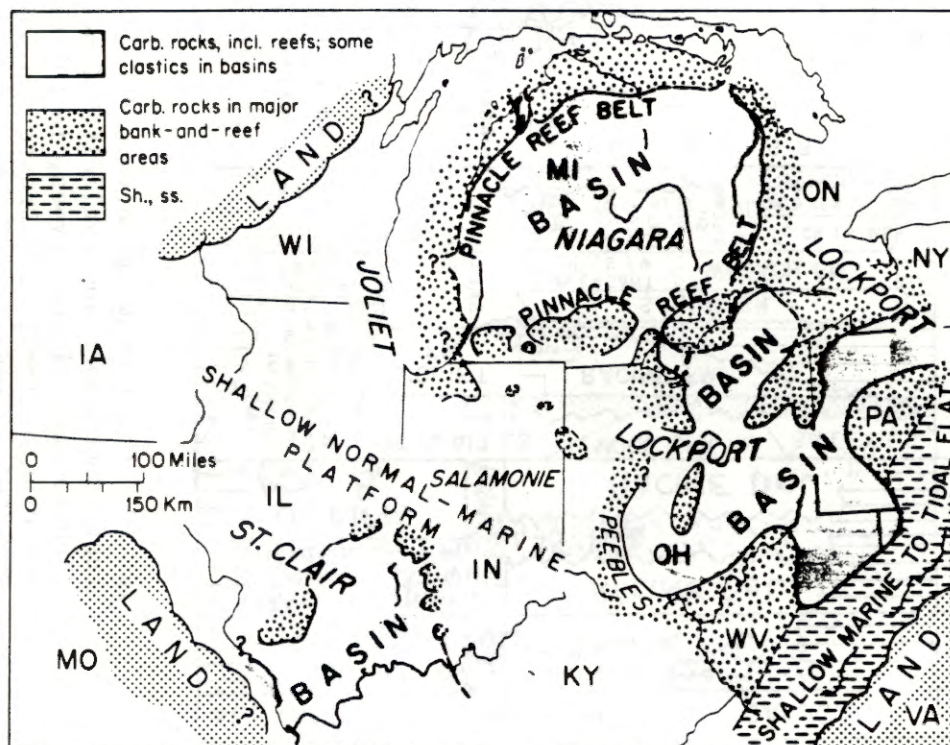 Carb. rocks, incl. reefs; some
clastics in basins
Carb. rocks in major
bank-and-reef
areas
Sh., ss.
LAND
?
WI
IA
JOLIET
?
?
PINNACLE REEF BELT
MI
BASIN
NIAGARA
PINNACLE REEF BELT
ON
LOCKPORT
NY
BASIN
PA
LOCKPORT
BASIN
SHALLOW NORMAL-MARINE
PLATFORM
SALAMONIE
0 100 Miles
0 150 Km
IL
ST. CLAIR
IN
BASIN
PEEBLES
OH
WV
KY
MO
LAND
?
?
SHALLOW MARINE TO TIDAL FLAT
LAND
VA